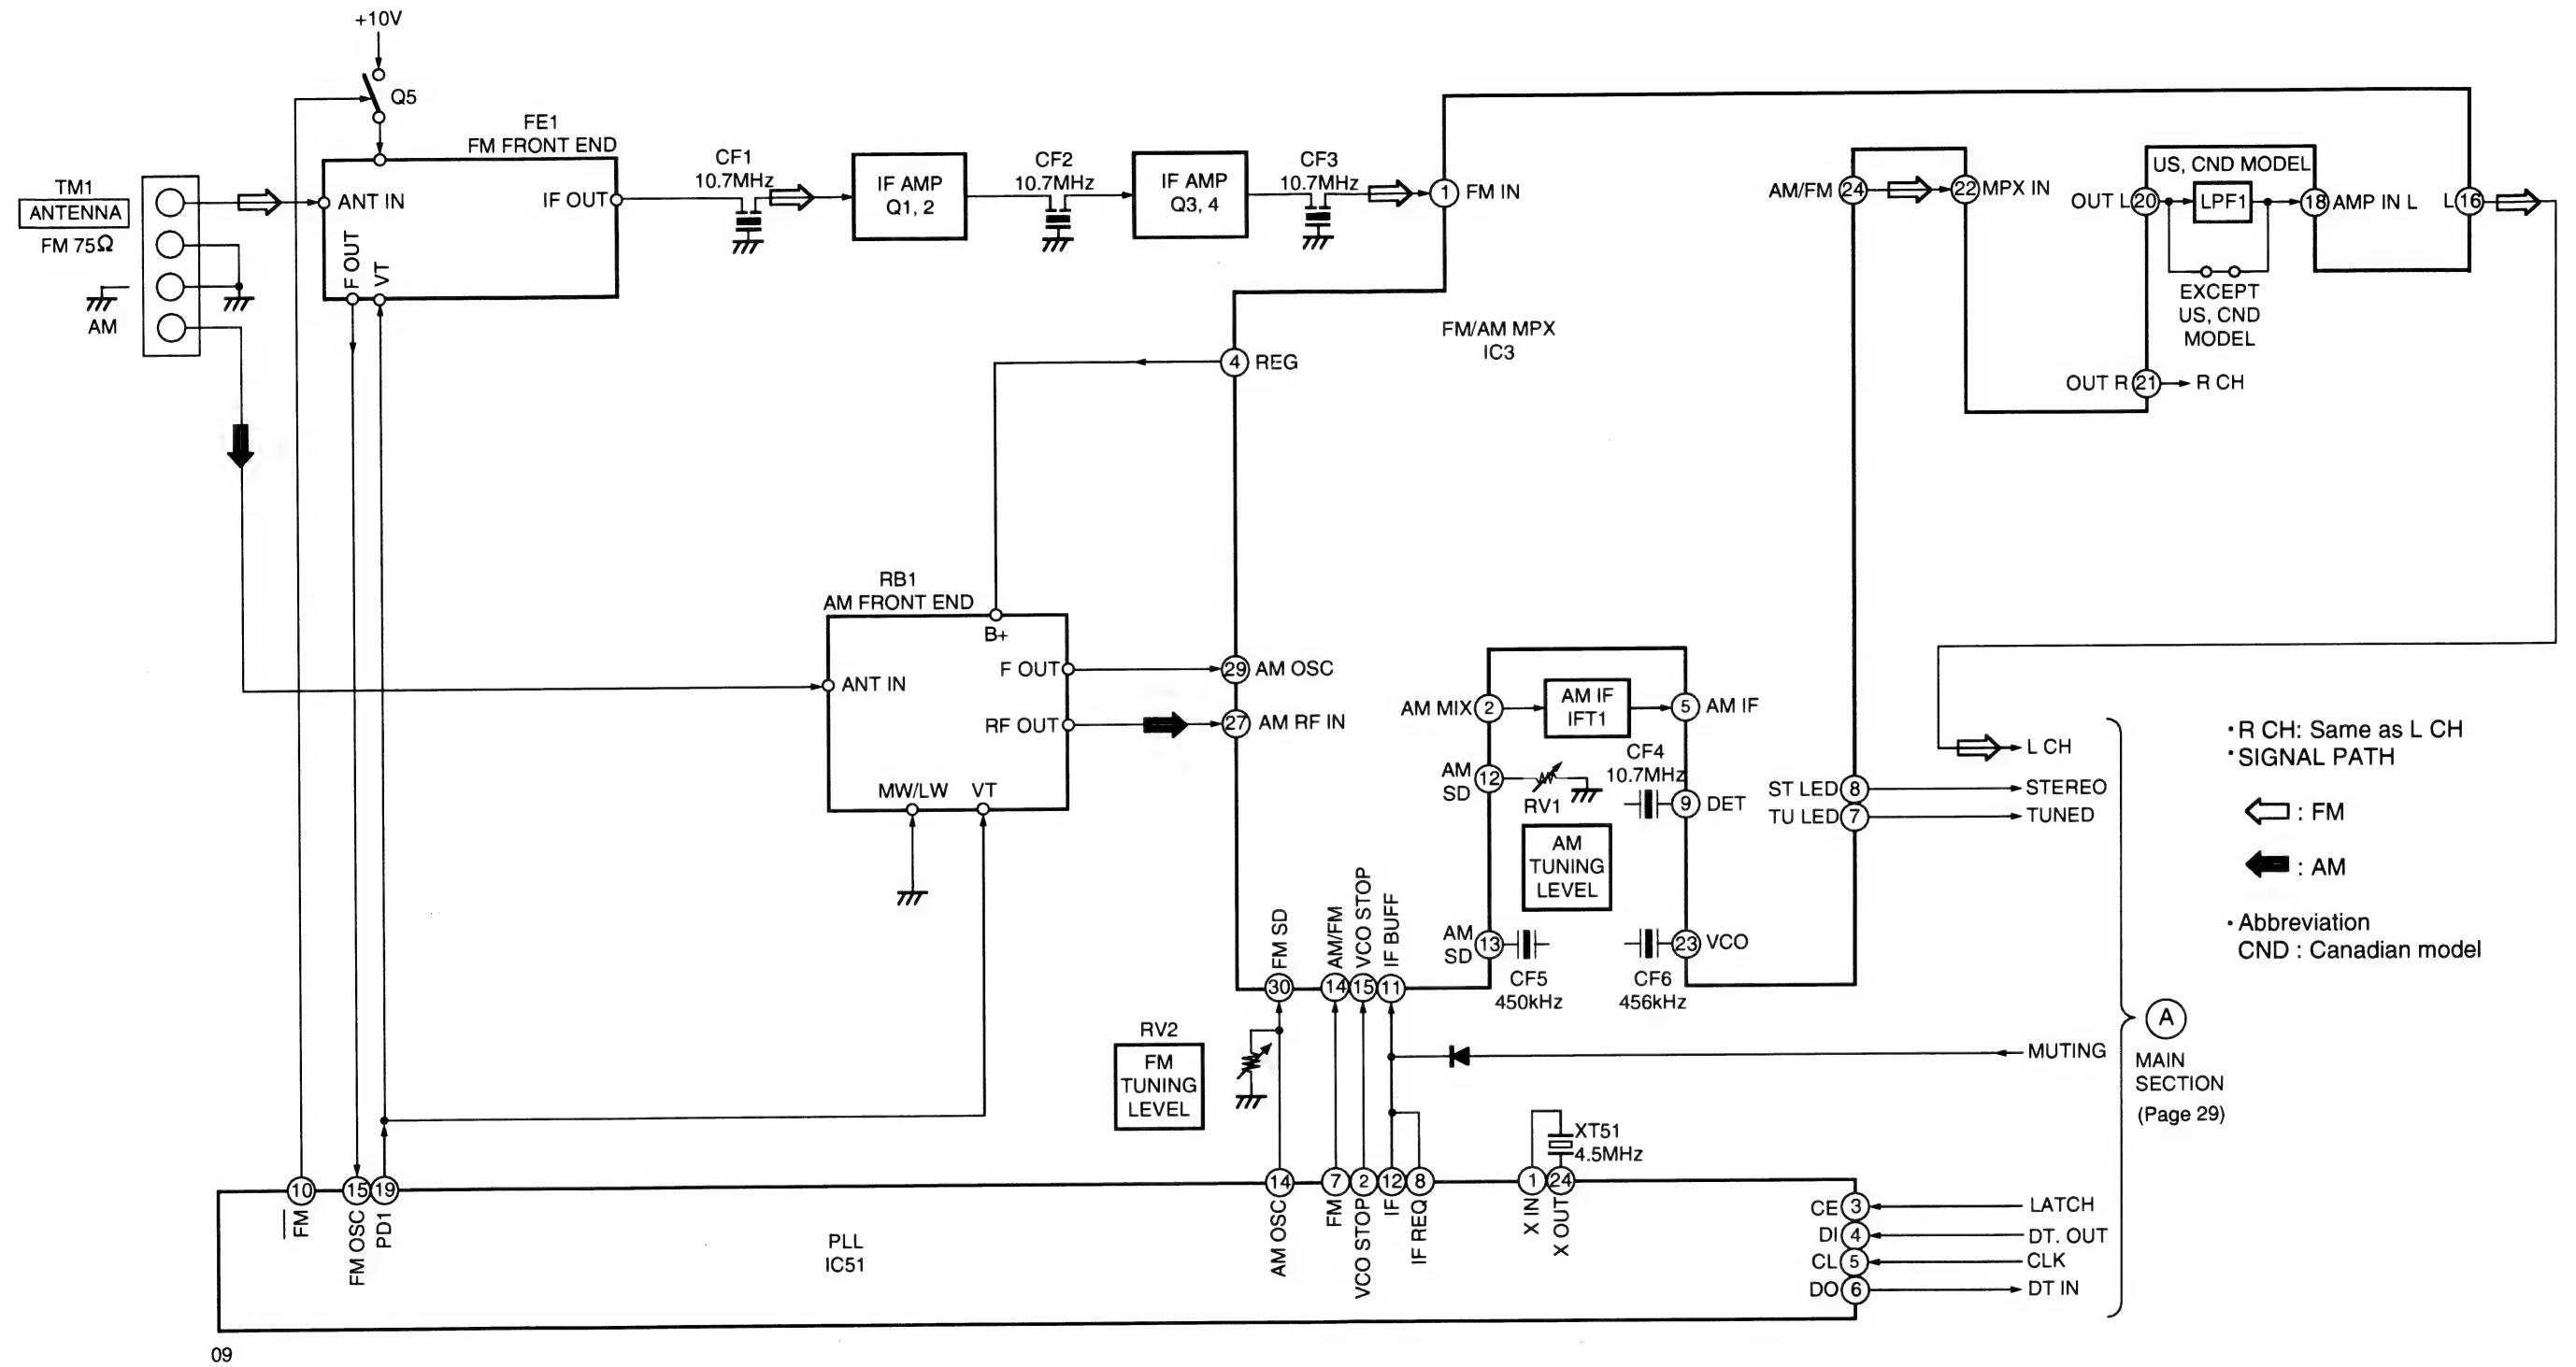 +10V
Q5
FE1
FM FRONT END
TM1
ANTENNA
FM 75Ω
AM
ANT IN
IF OUT
F OUT
VT
CF1
10.7MHz
IF AMP
Q1, 2
CF2
10.7MHz
IF AMP
Q3, 4
CF3
10.7MHz
1
FM IN
FM/AM MPX
IC3
4
REG
AM/FM
24
22
MPX IN
US, CND MODEL
OUT L
20
LPF1
18
AMP IN L
L
16
EXCEPT
US, CND
MODEL
OUT R
21
R CH
RB1
AM FRONT END
B+
ANT IN
F OUT
RF OUT
MW/LW
VT
29
AM OSC
27
AM RF IN
AM MIX
2
AM IF
IFT1
5
AM IF
AM
SD
12
RV1
CF4
10.7MHz
9
DET
AM
TUNING
LEVEL
AM
SD
13
CF5
450kHz
CF6
456kHz
23
VCO
ST LED
8
STEREO
TU LED
7
TUNED
L CH
FM SD
AM/FM
VCO STOP
IF BUFF
30
14
15
11
RV2
FM
TUNING
LEVEL
MUTING
A
MAIN
SECTION
(Page 29)
· R CH: Same as L CH
· SIGNAL PATH
: FM
: AM
· Abbreviation
CND : Canadian model
10
15
19
FM
FM OSC
PD1
PLL
IC51
14
7
2
12
8
AM OSC
FM
VCO STOP
IF
IF REQ
XT51
4.5MHz
1
24
X IN
X OUT
CE
3
LATCH
DI
4
DT. OUT
CL
5
CLK
DO
6
DT IN
09